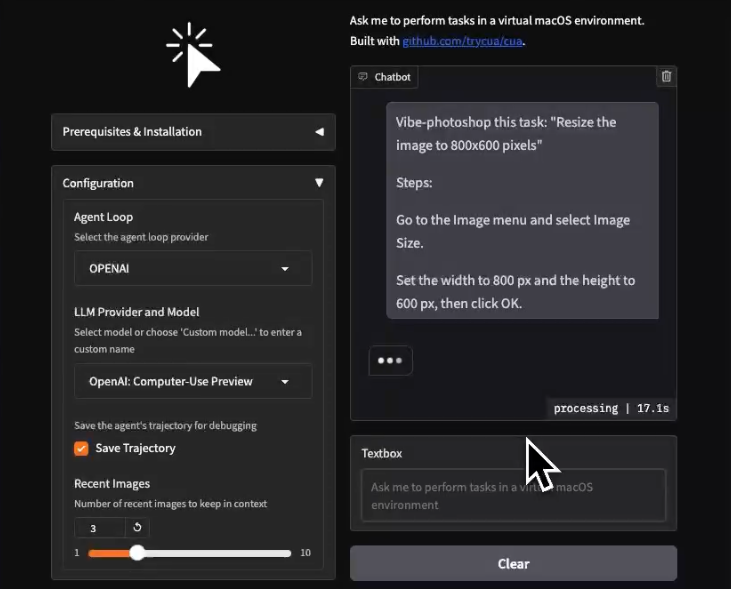 Prerequisites & Installation
Configuration
Agent Loop
Select the agent loop provider
OPENAI
LLM Provider and Model
Select model or choose 'Custom model...' to enter a
custom name
OpenAI: Computer-Use Preview
Save the agent's trajectory for debugging
Save Trajectory
Recent Images
Number of recent images to keep in context
3
1
10
Ask me to perform tasks in a virtual macOS environment.
Built with github.com/trycua/cua.
Chatbot
Vibe-photoshop this task: "Resize the
image to 800x600 pixels"
Steps:
Go to the Image menu and select Image
Size.
Set the width to 800 px and the height to
600 px, then click OK.
processing | 17.1s
Textbox
Ask me to perform tasks in a virtual macOS
environment
Clear